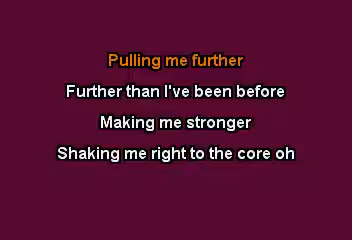 Pulling me further
Further than I've been before
Making me stronger
Shaking me right to the core oh